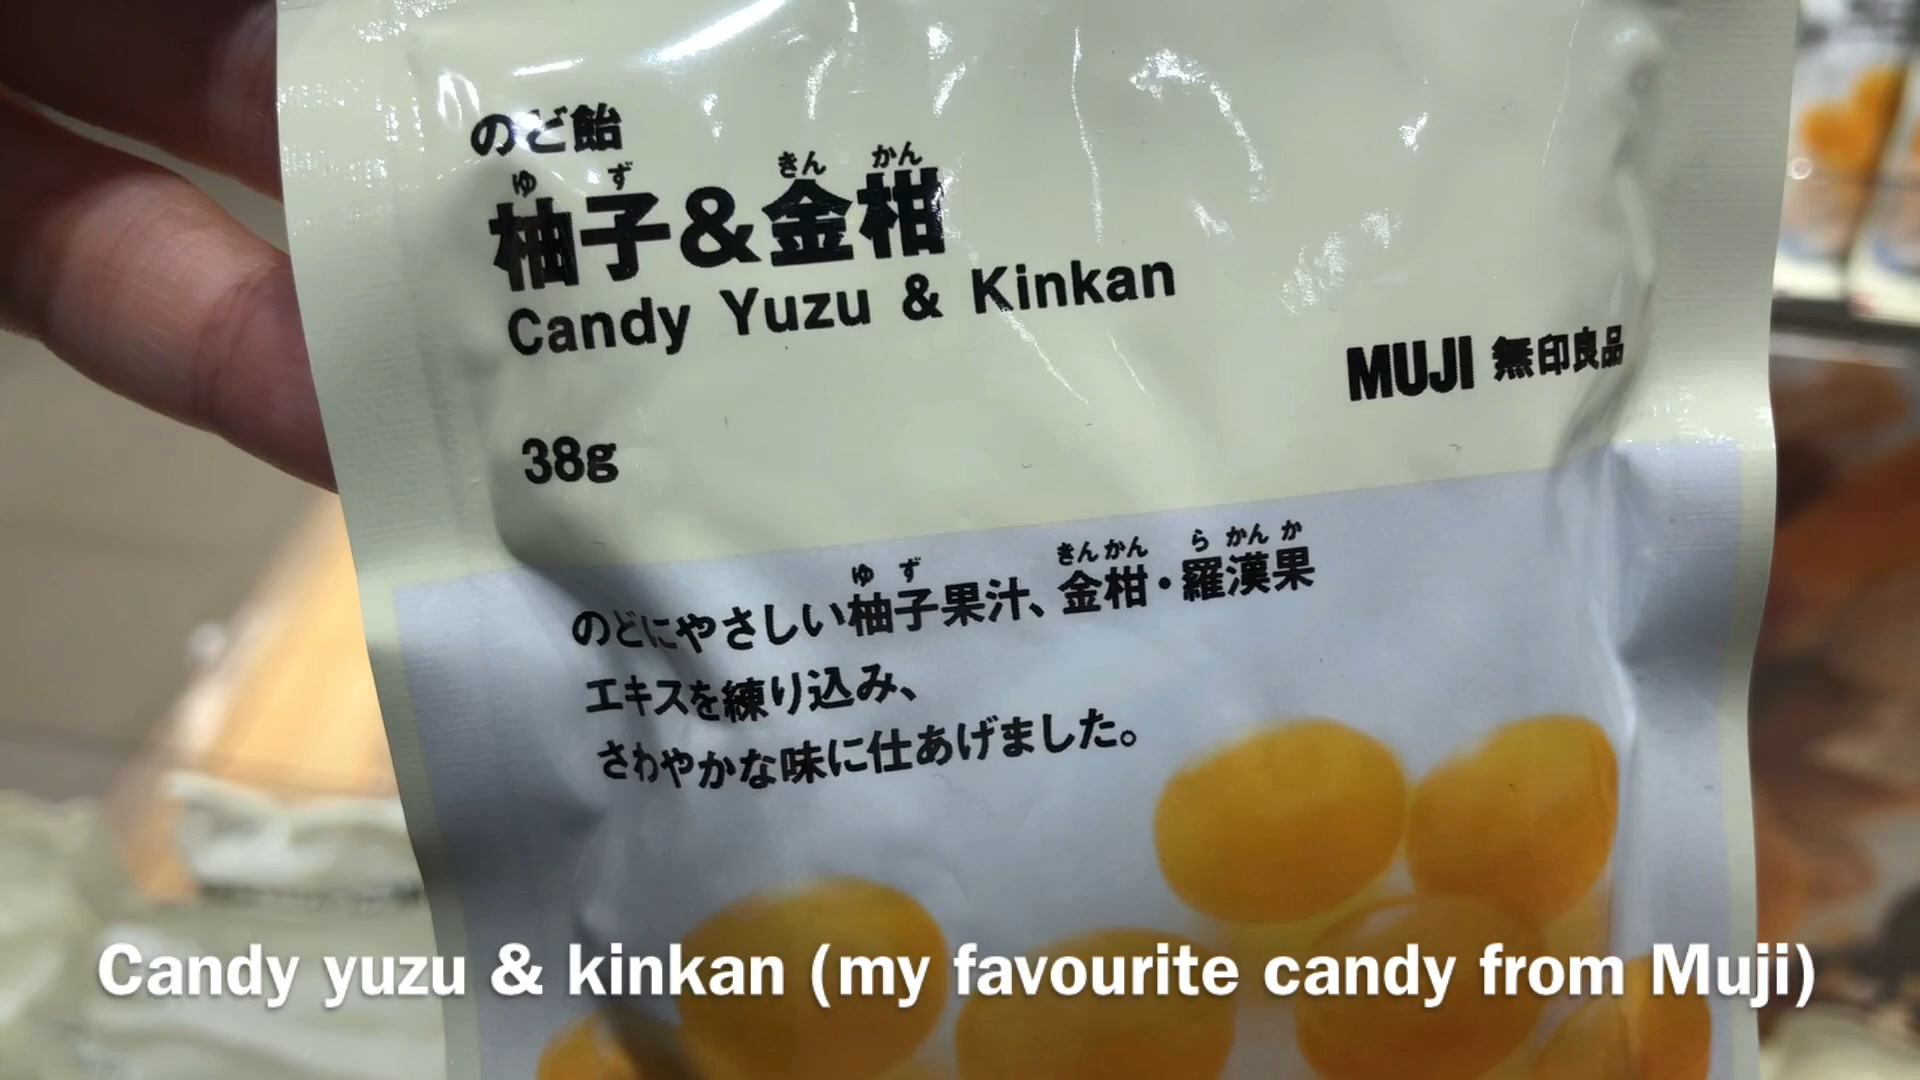 のど飴
ゆ ず きん かん
柚子&金柑
Candy Yuzu & Kinkan
MUJI 無印良品
38g
ゆ ず きんかん ら かん か
のどにやさしい柚子果汁、金柑・羅漢果
エキスを練り込み、
さわやかな味に仕あげました。
Candy yuzu & kinkan (my favourite candy from Muji)